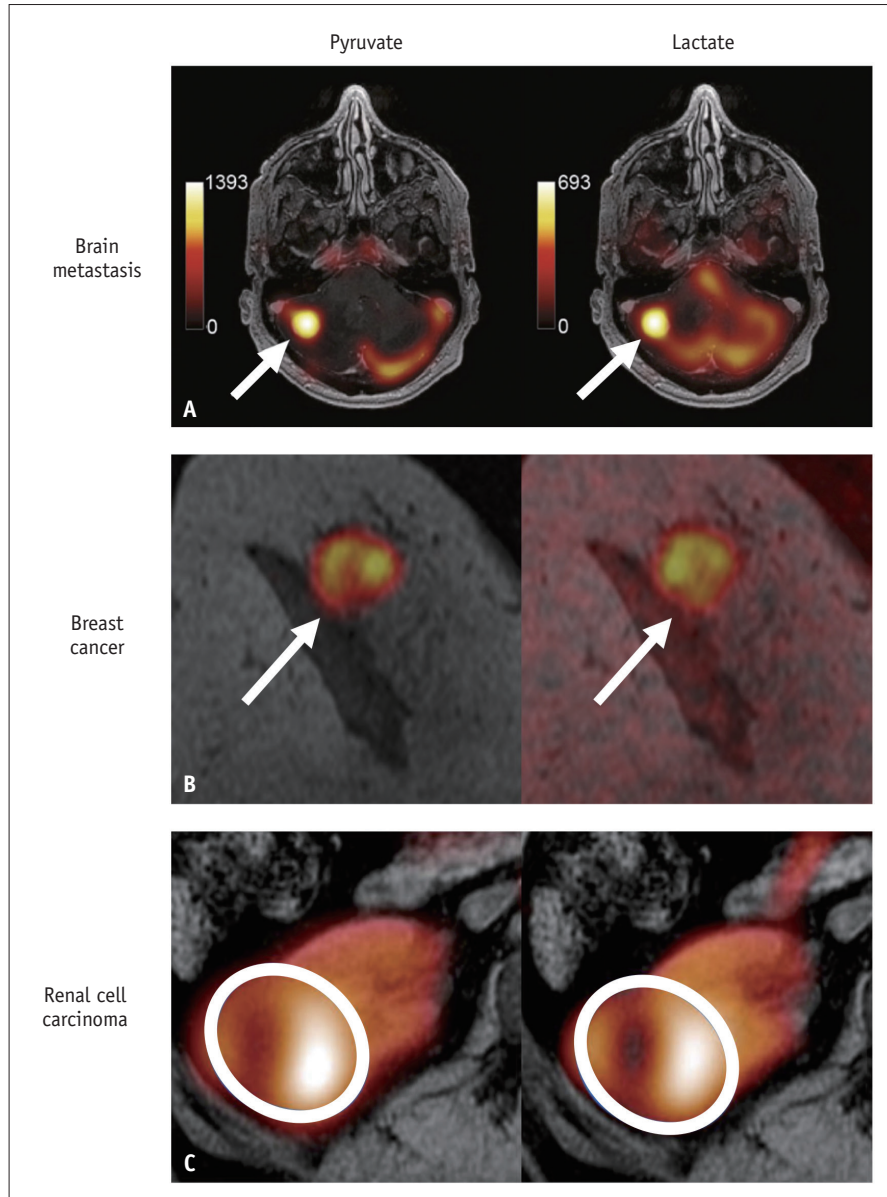 Pyruvate
Lactate
Brain
metastasis
1393
0
693
0
A
Breast
cancer
B
Renal cell
carcinoma
C